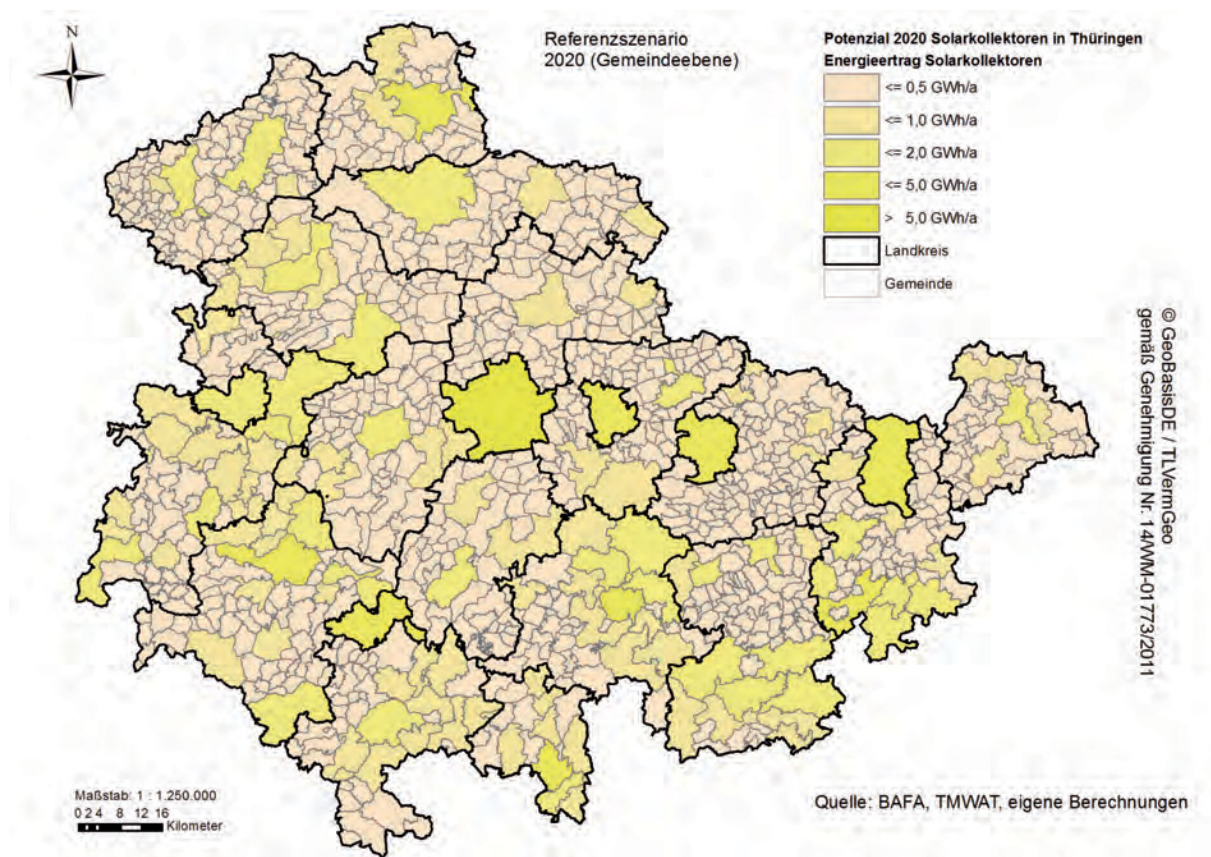 N
Referenzszenario
2020 (Gemeindeebene)
Potenzial 2020 Solarkollektoren in Thüringen
Energieertrag Solarkollektoren
<= 0,5 GWh/a
<= 1,0 GWh/a
<= 2,0 GWh/a
<= 5,0 GWh/a
> 5,0 GWh/a
Landkreis
Gemeinde
© GeoBasisDE / TLVermGeo
gemäß Genehmigung Nr. 14/WM-01773/2011
Maßstab: 1 : 1.250.000
0 2 4 8 12 16
Kilometer
Quelle: BAFA, TMWAT, eigene Berechnungen